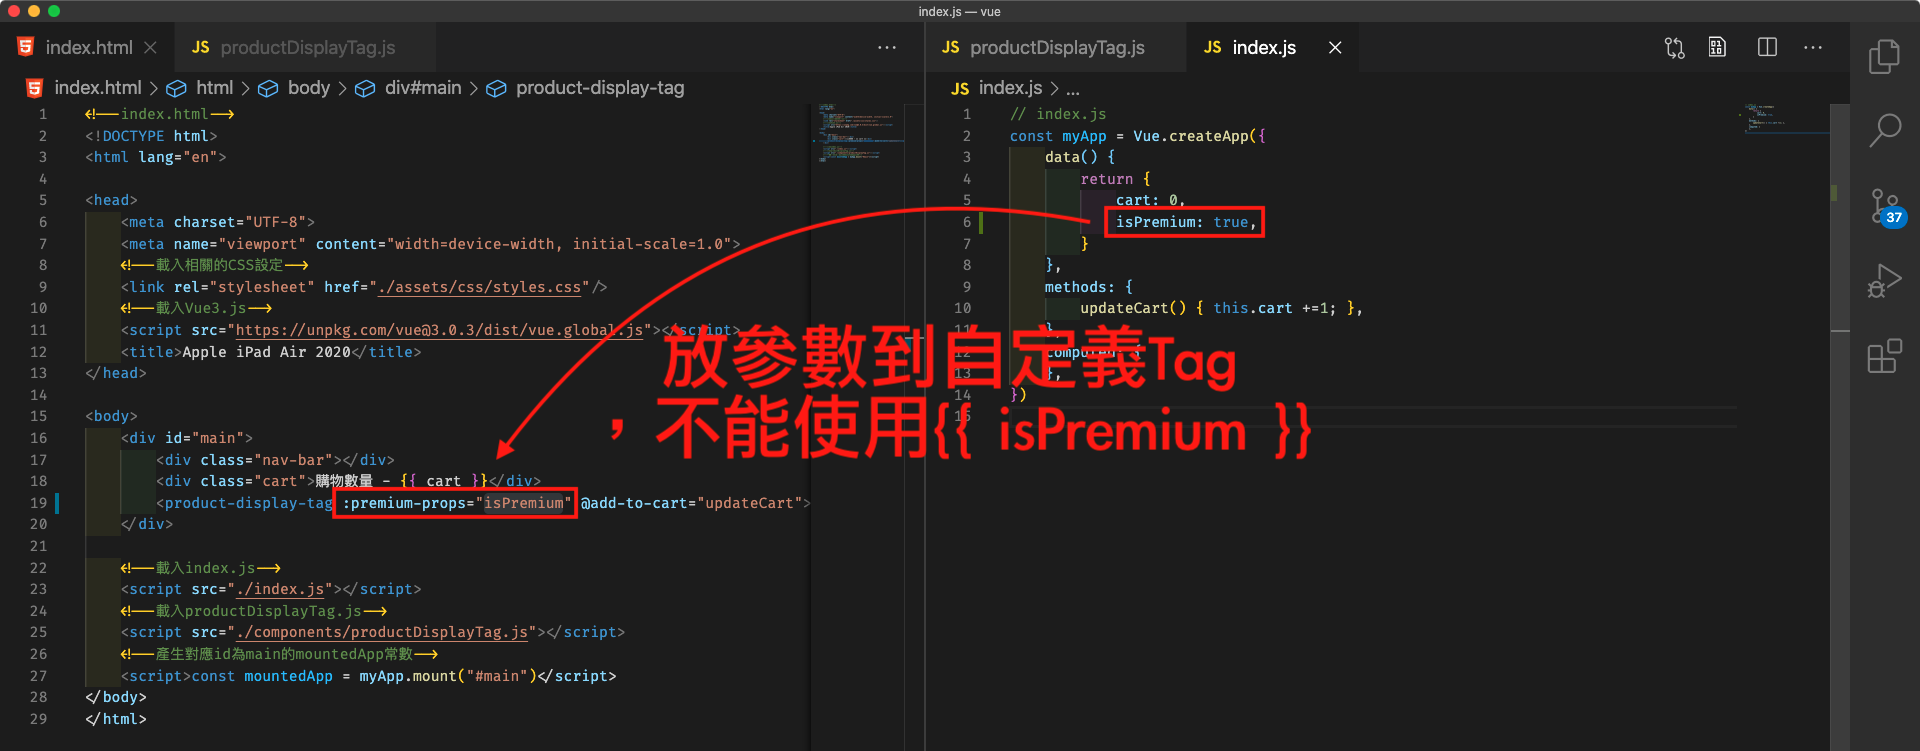 index.js — vue
index.html
JS productDisplayTag.js
JS productDisplayTag.js
JS index.js
index.html > html > body > div#main > product-display-tag
1 <!--index.html-->
2 <!DOCTYPE html>
3 <html lang="en">
4
5 <head>
6 <meta charset="UTF-8">
7 <meta name="viewport" content="width=device-width, initial-scale=1.0">
8 <!--載入相關的CSS設定-->
9 <link rel="stylesheet" href="./assets/css/styles.css"/>
10 <!--載入Vue3.js-->
11 <script src="https://unpkg.com/vue@3.0.3/dist/vue.global.js"></script>
12 <title>Apple iPad Air 2020</title>
13 </head>
14
15 <body>
16 <div id="main">
17 <div class="nav-bar"></div>
18 <div class="cart">購物數量 - {{ cart }}</div>
19 <product-display-tag :premium-props="isPremium" @add-to-cart="updateCart">
20 </div>
21
22 <!--載入index.js-->
23 <script src="./index.js"></script>
24 <!--載入productDisplayTag.js-->
25 <script src="./components/productDisplayTag.js"></script>
26 <!--產生對應id為main的mountedApp常數-->
27 <script>const mountedApp = myApp.mount("#main")</script>
28 </body>
29 </html>
JS index.js > ...
1 // index.js
2 const myApp = Vue.createApp({
3 data() {
4 return {
5 cart: 0,
6 isPremium: true,
7 }
8 },
9 methods: {
10 updateCart() { this.cart +=1; },
11 },
12 computed: {
13 },
14 })
15
放參數到自定義Tag
，不能使用{{ isPremium }}
37